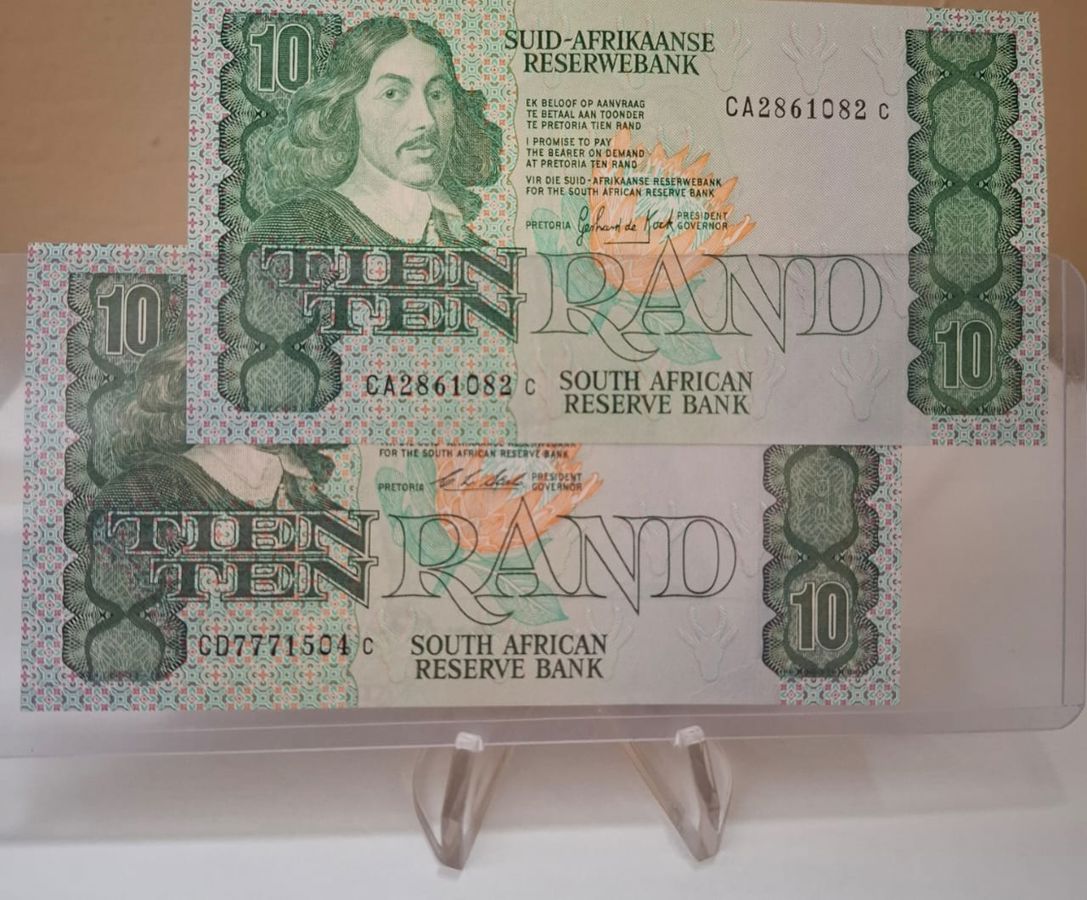 10
SUID-AFRIKAANSE
RESERWEBANK
EK BELOOF OP AANVRAAG
TE BETAAL AAN TOONDER
TE PRETORIA TIEN RAND
CA2861082 C
I PROMISE TO PAY
THE BEARER ON DEMAND
AT PRETORIA TEN RAND
VIR DIE SUID-AFRIKAANSE RESERWEBANK
FOR THE SOUTH AFRICAN RESERVE BANK
PRETORIA Gerhard de Kock PRESIDENT
GOVERNOR
TIEN
TEN RAND
10
CA2861082 C
SOUTH AFRICAN
RESERVE BANK
10
FOR THE SOUTH AFRICAN RESERVE BANK
PRETORIA PRESIDENT
GOVERNOR
TIEN
TEN RAND
10
CD7771504 C
SOUTH AFRICAN
RESERVE BANK